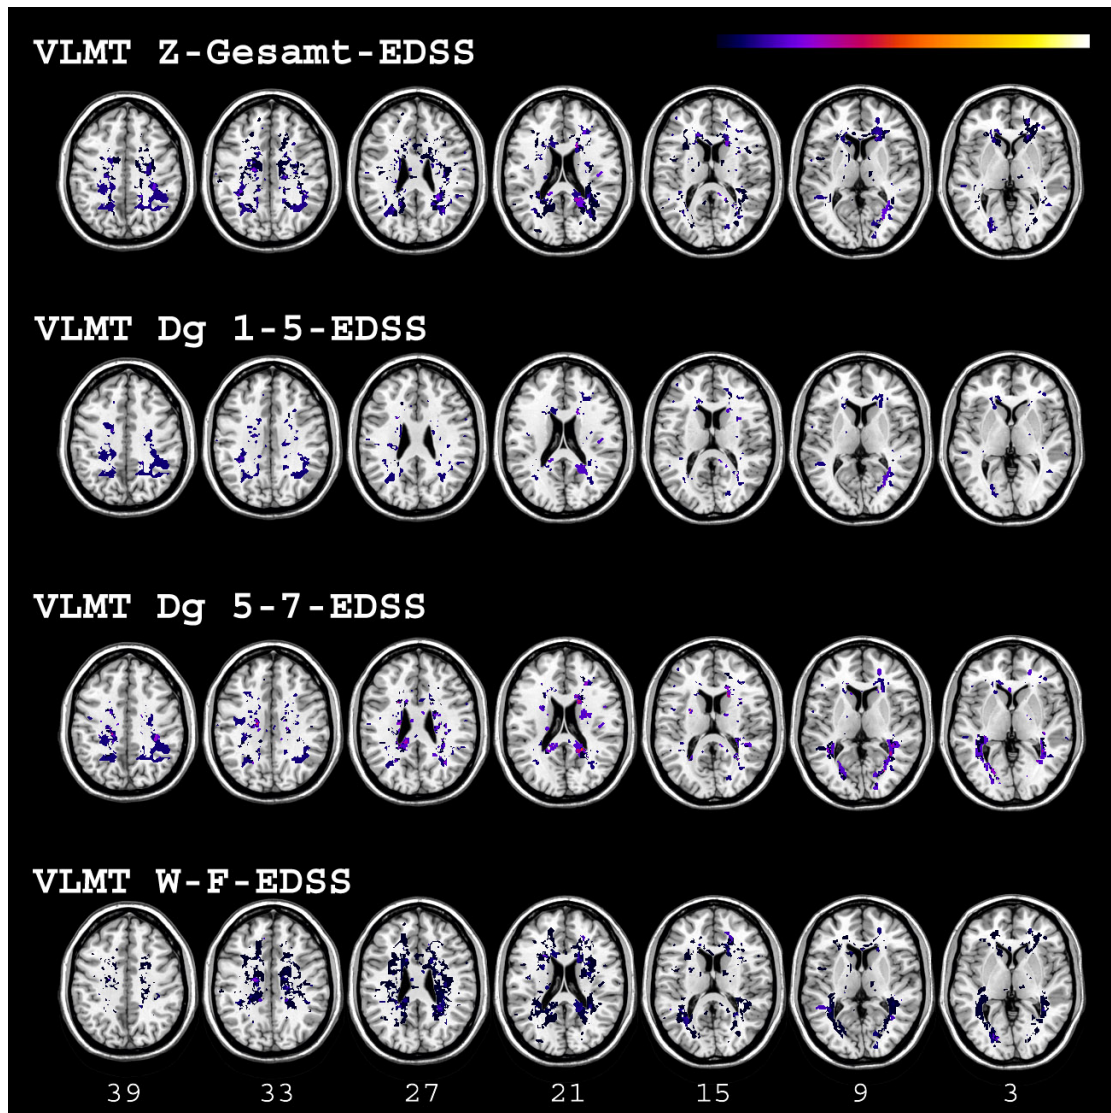 VLMT Z-Gesamt-EDSS
VLMT Dg 1-5-EDSS
VLMT Dg 5-7-EDSS
VLMT W-F-EDSS
39 33 27 21 15 9 3